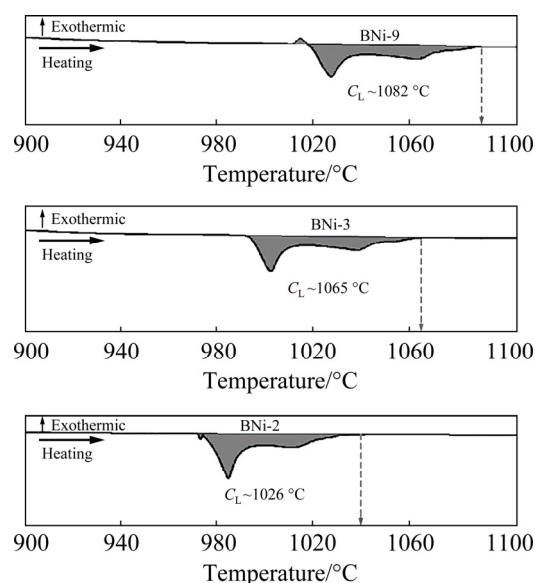 Exothermic
BNi-9
Heating
C_L ~1082 °C
900 940 980 1020 1060 1100
Temperature/°C
Exothermic
BNi-3
Heating
C_L ~1065 °C
900 940 980 1020 1060 1100
Temperature/°C
Exothermic
BNi-2
Heating
C_L ~1026 °C
900 940 980 1020 1060 1100
Temperature/°C